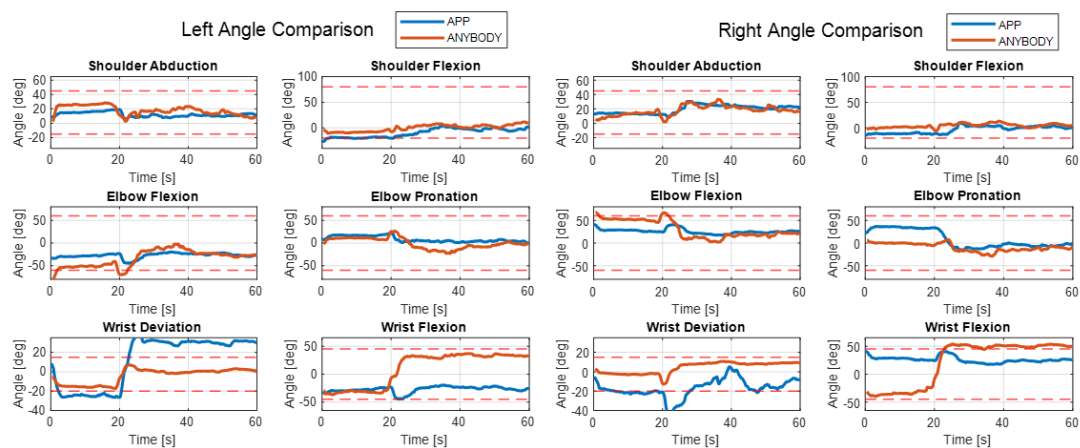 Left Angle Comparison
APP
ANYBODY
Right Angle Comparison
APP
ANYBODY
Shoulder Abduction
Angle [deg]
60
40
20
0
-20
0 20 40 60
Time [s]
Shoulder Flexion
Angle [deg]
100
50
0
0 20 40 60
Time [s]
Shoulder Abduction
Angle [deg]
60
40
20
0
-20
0 20 40 60
Time [s]
Shoulder Flexion
Angle [deg]
100
50
0
0 20 40 60
Time [s]
Elbow Flexion
Angle [deg]
50
0
-50
0 20 40 60
Time [s]
Elbow Pronation
Angle [deg]
50
0
-50
0 20 40 60
Time [s]
Elbow Flexion
Angle [deg]
50
0
-50
0 20 40 60
Time [s]
Elbow Pronation
Angle [deg]
50
0
-50
0 20 40 60
Time [s]
Wrist Deviation
Angle [deg]
20
0
-20
-40
0 20 40 60
Time [s]
Wrist Flexion
Angle [deg]
50
0
-50
0 20 40 60
Time [s]
Wrist Deviation
Angle [deg]
20
0
-20
-40
0 20 40 60
Time [s]
Wrist Flexion
Angle [deg]
50
0
-50
0 20 40 60
Time [s]